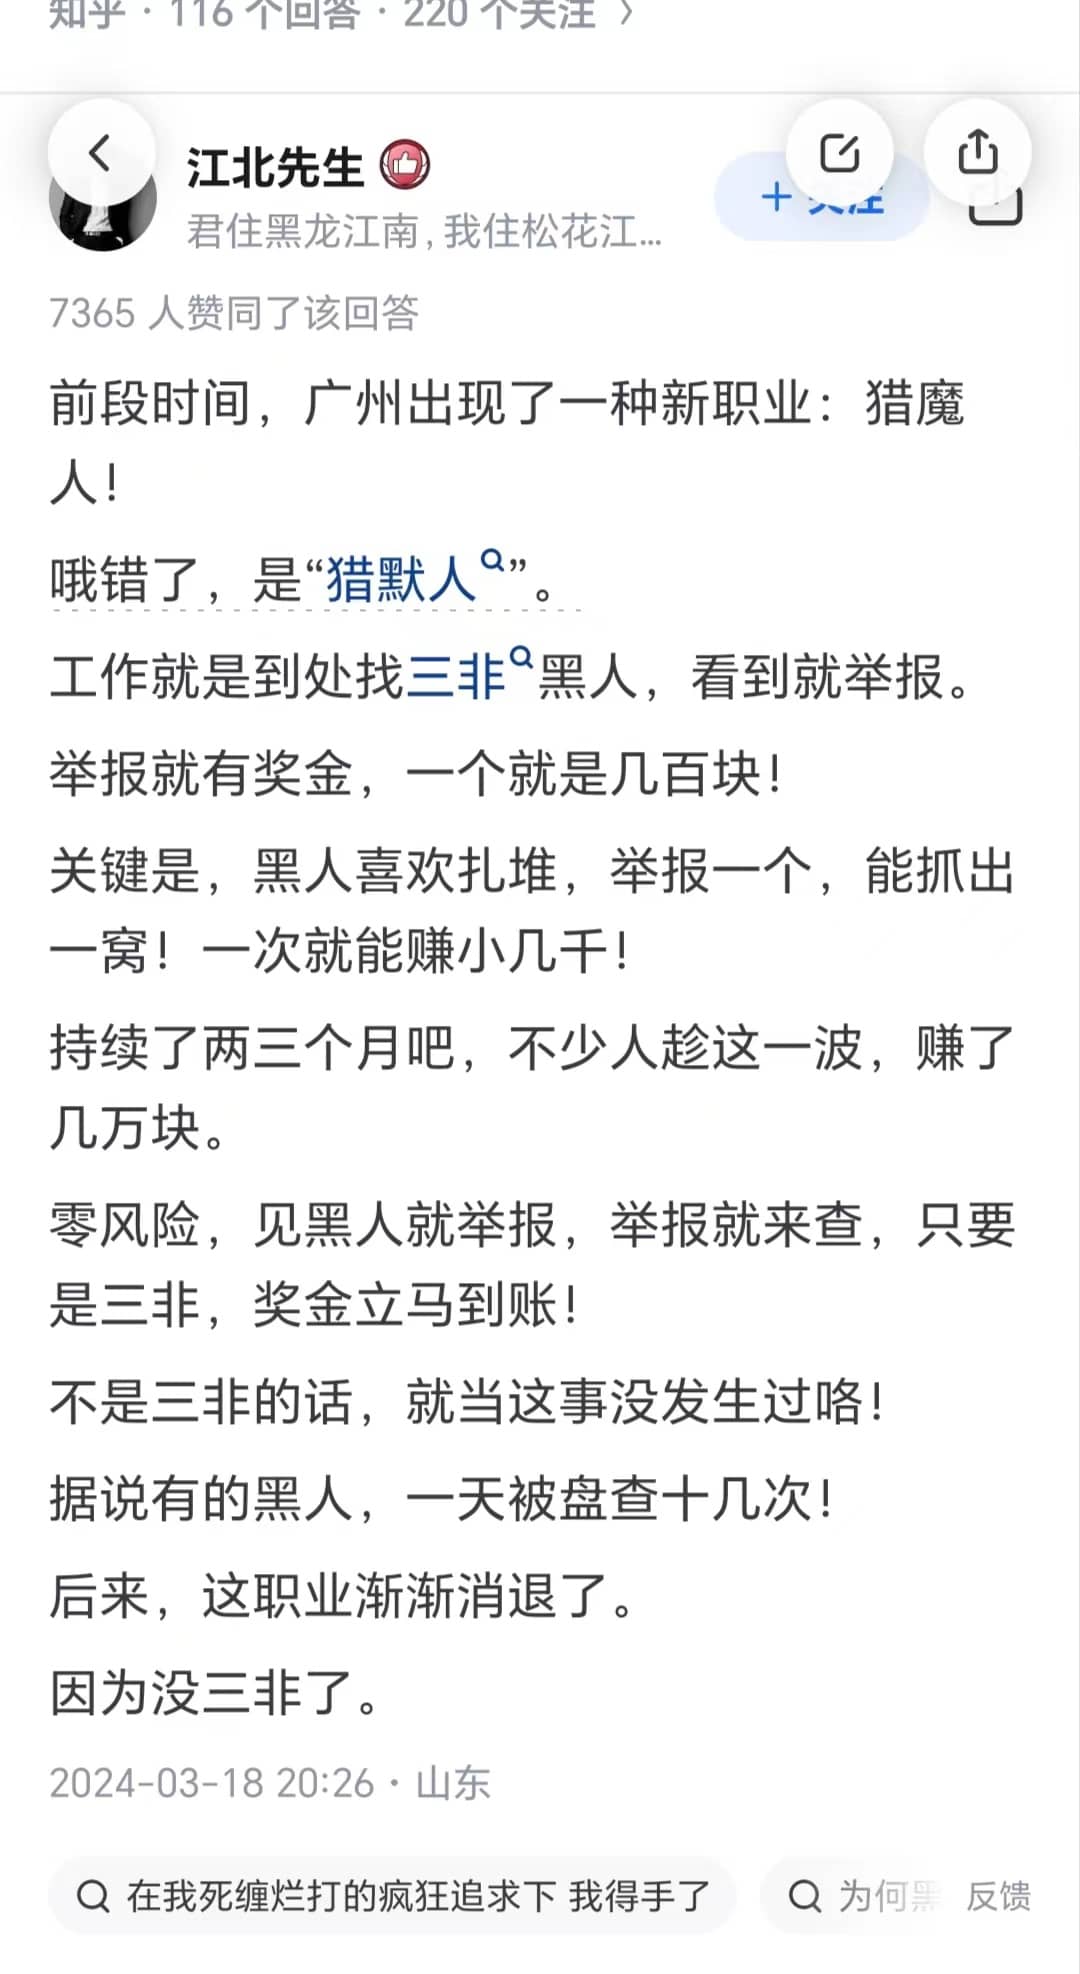 知乎 · 116 个回答 · 220 个关注 >
江北先生
君住黑龙江南,我住松花江...
+ 关注
7365 人赞同了该回答
前段时间，广州出现了一种新职业：猎魔
人！
哦错了，是“猎默人”。
工作就是到处找三非黑人，看到就举报。
举报就有奖金，一个就是几百块！
关键是，黑人喜欢扎堆，举报一个，能抓出
一窝！一次就能赚小几千！
持续了两三个月吧，不少人趁这一波，赚了
几万块。
零风险，见黑人就举报，举报就来查，只要
是三非，奖金立马到账！
不是三非的话，就当这事没发生过咯！
据说有的黑人，一天被盘查十几次！
后来，这职业渐渐消退了。
因为没三非了。
2024-03-18 20:26 · 山东
在我死缠烂打的疯狂追求下 我得手了
为何黑
反馈